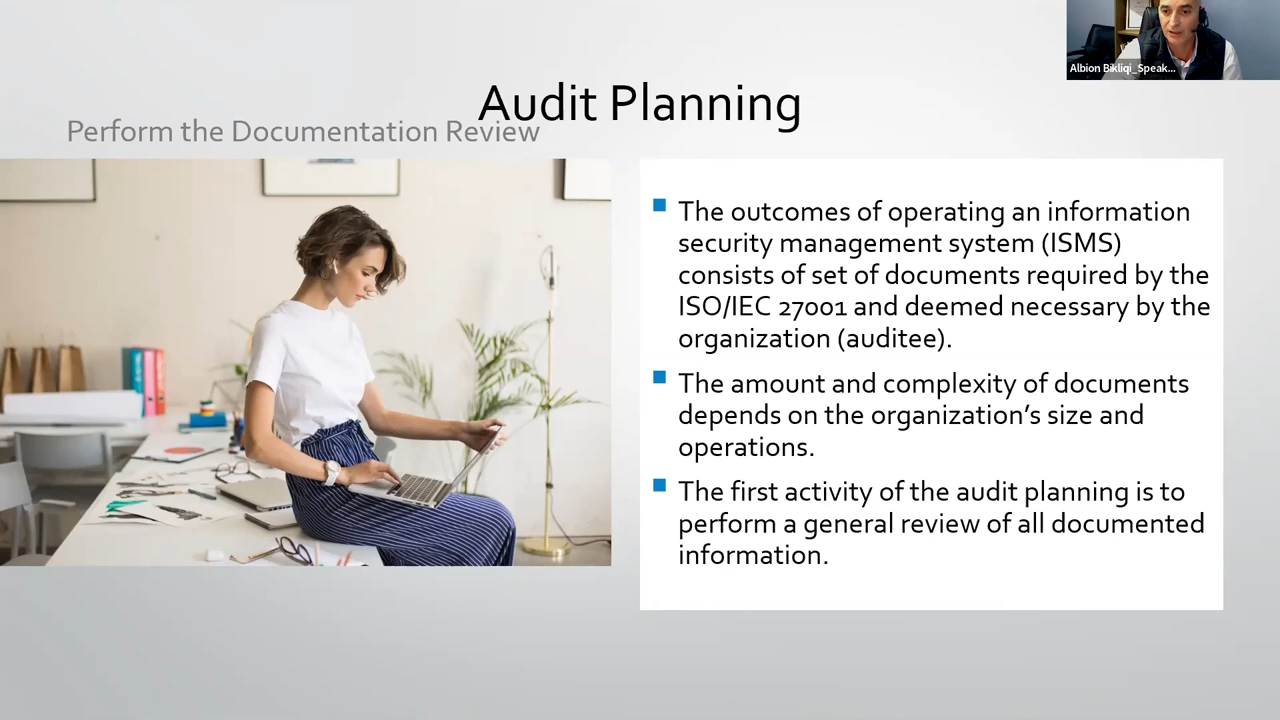 Albion Bikliqi_Speak...
Audit Planning
Perform the Documentation Review
The outcomes of operating an information
security management system (ISMS)
consists of set of documents required by the
ISO/IEC 27001 and deemed necessary by the
organization (auditee).
The amount and complexity of documents
depends on the organization’s size and
operations.
The first activity of the audit planning is to
perform a general review of all documented
information.